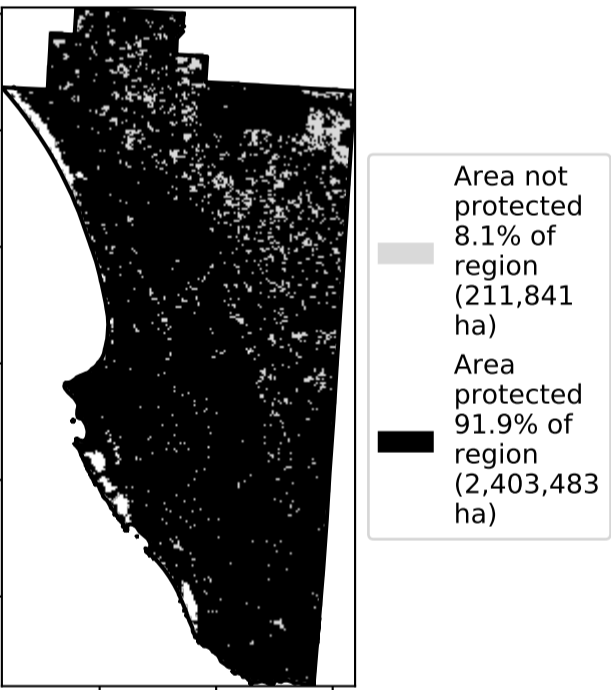 Area not
protected
8.1% of
region
(211,841
ha)
Area
protected
91.9% of
region
(2,403,483
ha)